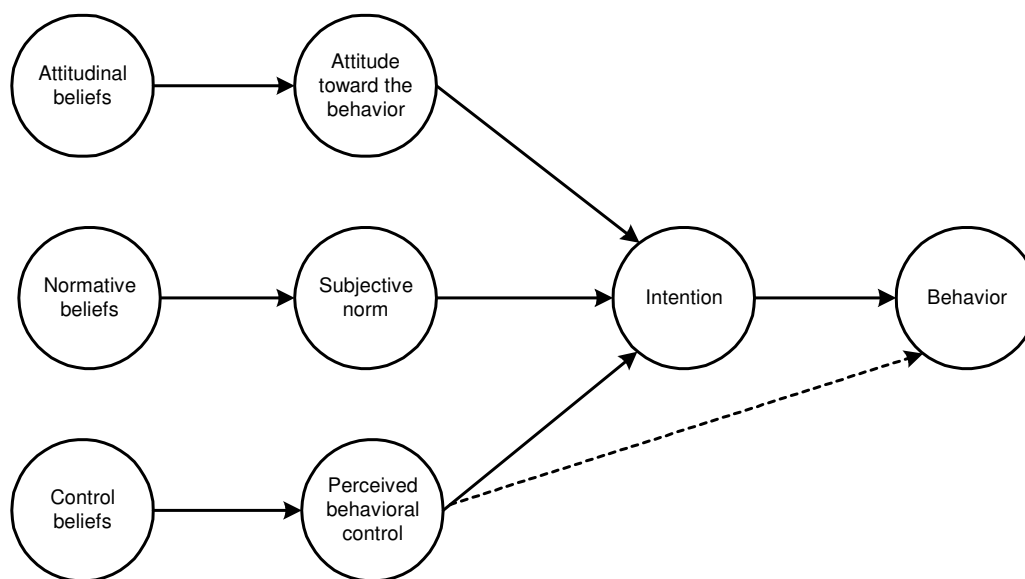 Attitudinal
beliefs
Attitude
toward the
behavior
Normative
beliefs
Subjective
norm
Intention
Behavior
Control
beliefs
Perceived
behavioral
control